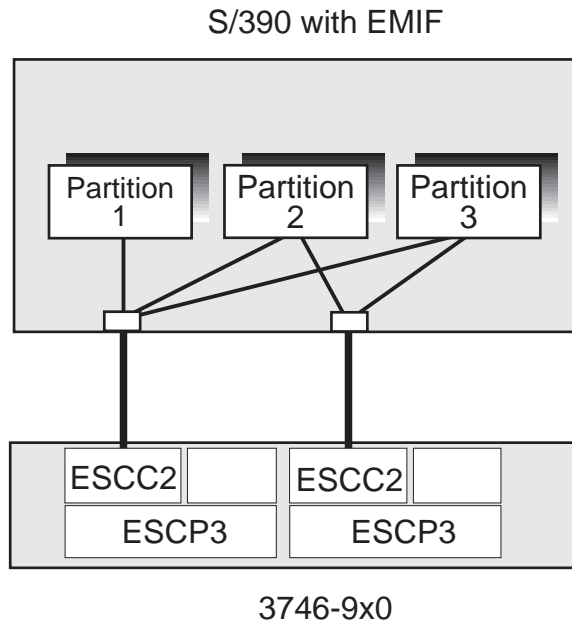 S/390 with EMIF
Partition
1
Partition
2
Partition
3
ESCC2
ESCC2
ESCP3
ESCP3
3746-9x0